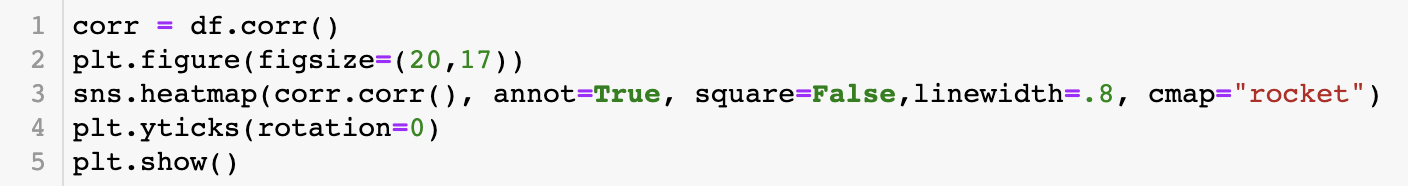 1 corr = df.corr()
2 plt.figure(figsize=(20,17))
3 sns.heatmap(corr.corr(), annot=True, square=False,linewidth=.8, cmap="rocket")
4 plt.yticks(rotation=0)
5 plt.show()